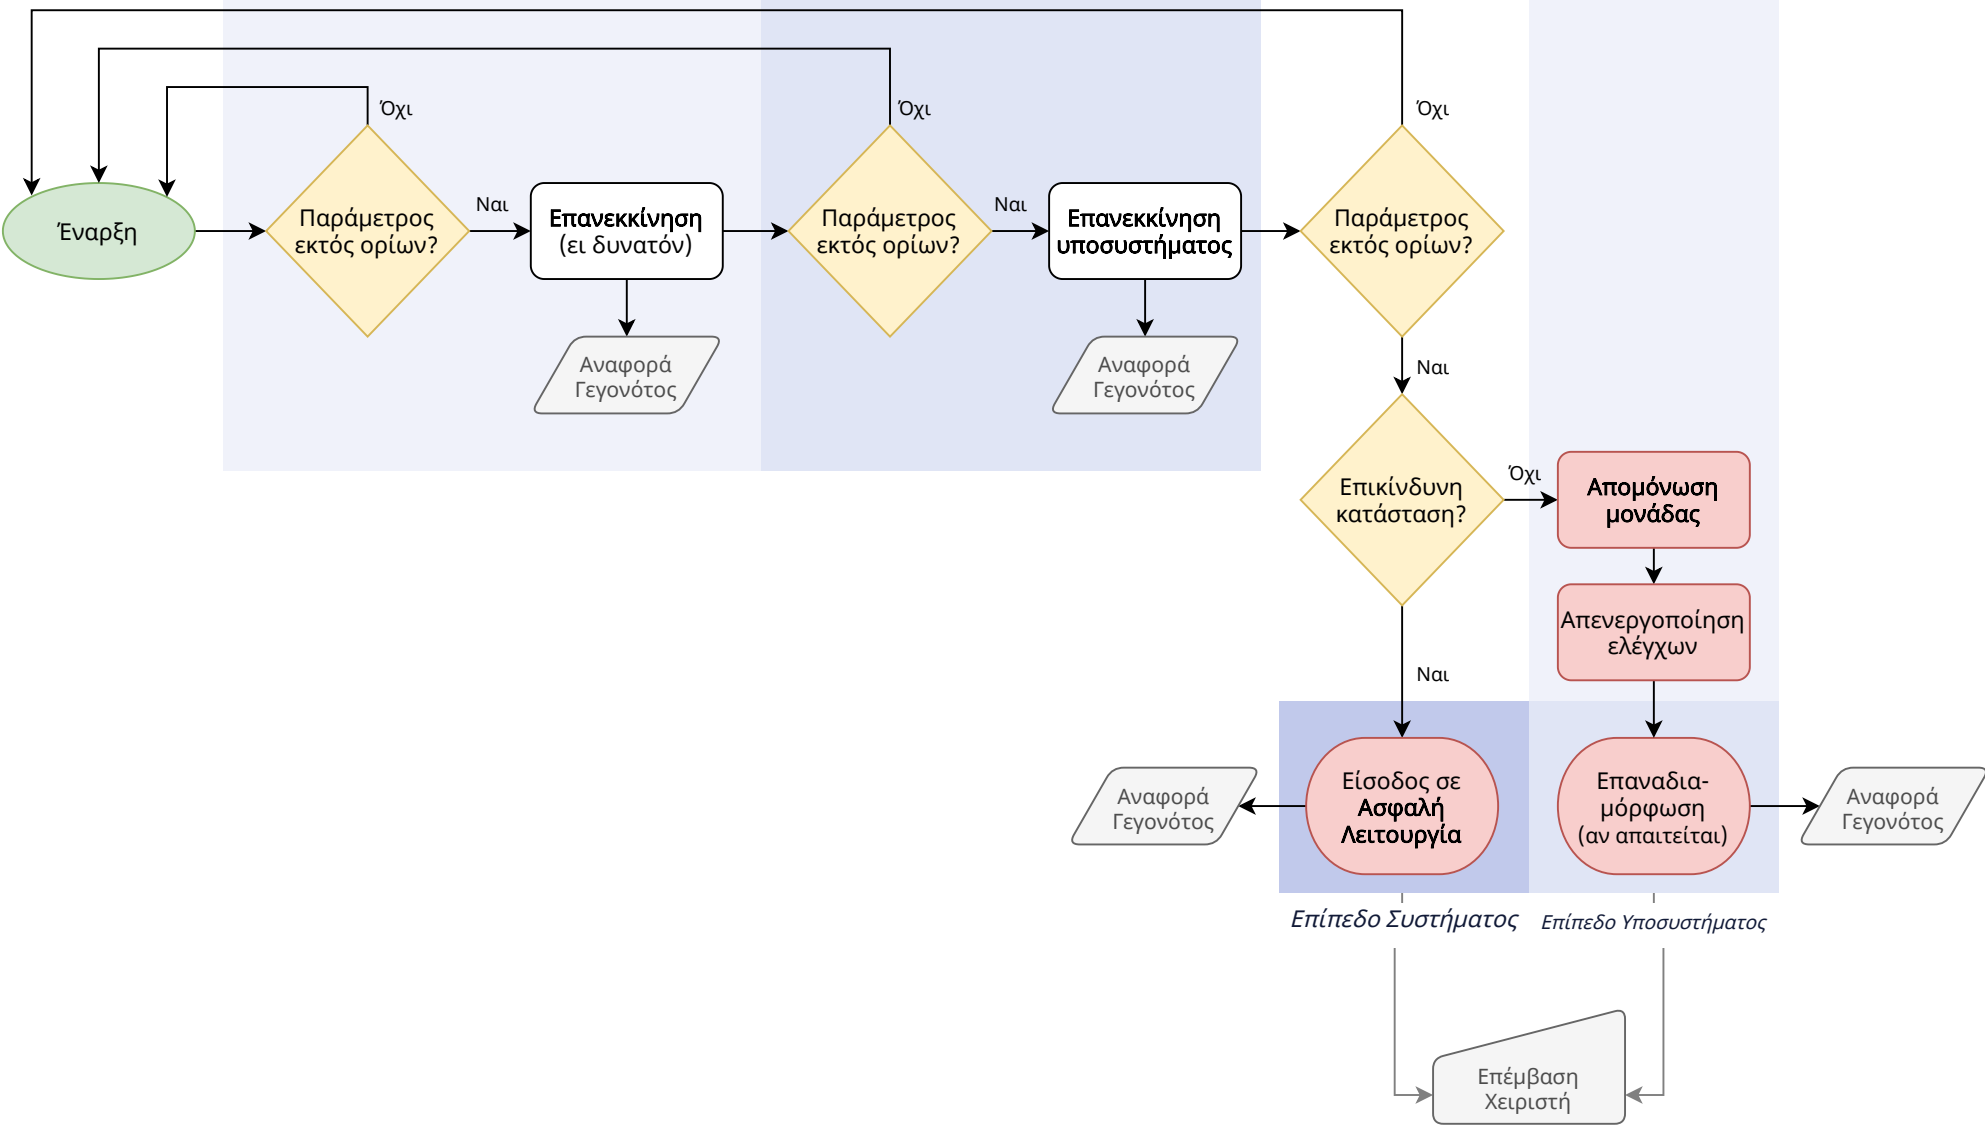 Όχι
Όχι
Όχι
Έναρξη
Παράμετρος
εκτός ορίων?
Ναι
Επανεκκίνηση
(ει δυνατόν)
Παράμετρος
εκτός ορίων?
Ναι
Επανεκκίνηση
υποσυστήματος
Παράμετρος
εκτός ορίων?
Αναφορά
Γεγονότος
Αναφορά
Γεγονότος
Ναι
Επικίνδυνη
κατάσταση?
Όχι
Απομόνωση
μονάδας
Απενεργοποίηση
ελέγχων
Ναι
Αναφορά
Γεγονότος
Είσοδος σε
Ασφαλή
Λειτουργία
Επαναδια-
μόρφωση
(αν απαιτείται)
Αναφορά
Γεγονότος
Επίπεδο Συστήματος
Επίπεδο Υποσυστήματος
Επέμβαση
Χειριστή